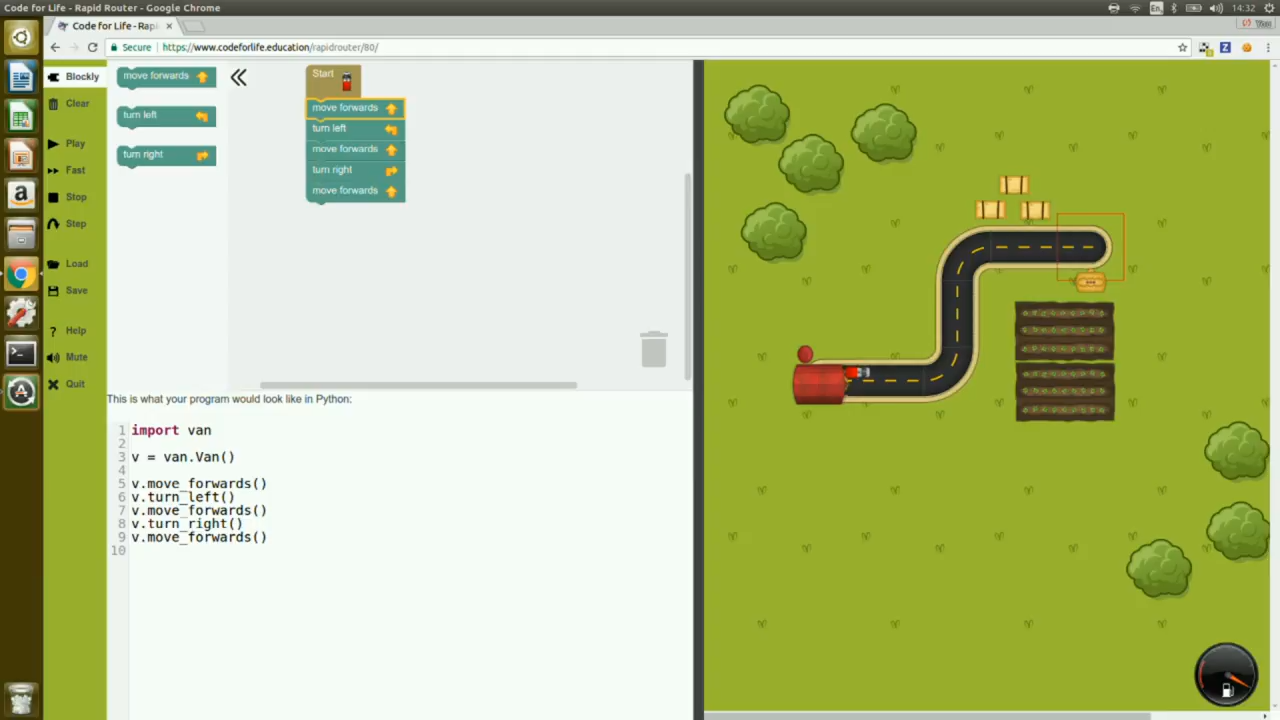 Code for Life - Rapid Router - Google Chrome
En
14:32
Code for Life - Rapi
Secure
https://www.codeforlife.education/rapidrouter/80/
Blockly
Clear
Play
Fast
Stop
Step
Load
Save
Help
Mute
Quit
move forwards
turn left
turn right
Start
move forwards
turn left
move forwards
turn right
move forwards
This is what your program would look like in Python:
1 import van
2
3 v = van.Van()
4
5 v.move_forwards()
6 v.turn_left()
7 v.move_forwards()
8 v.turn_right()
9 v.move_forwards()
10